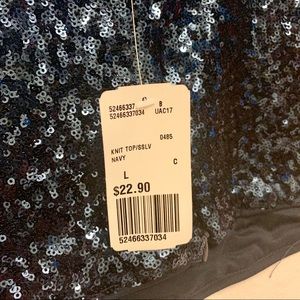 52466337 B
52466337034 UAC17
0485
KNIT TOP/SSLV
NAVY
L C
$22.90
52466337034